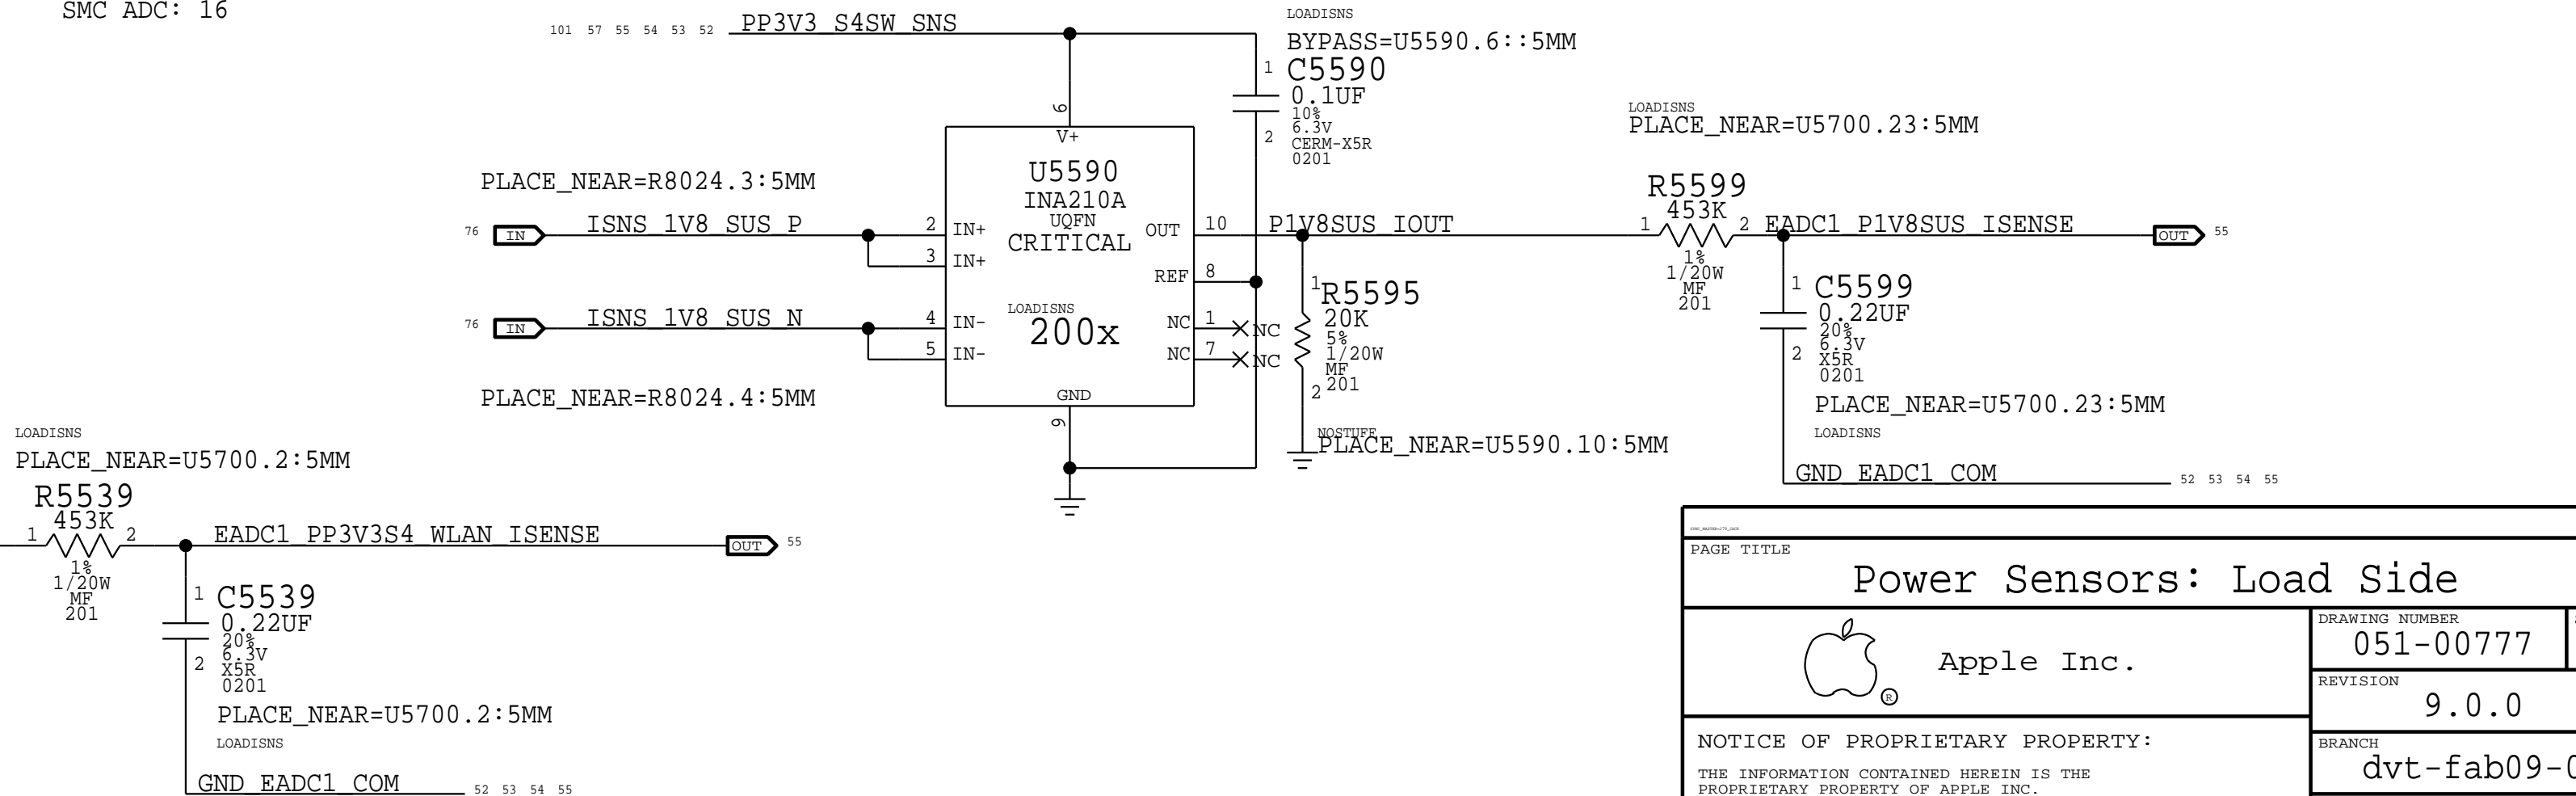 SMC ADC: 16
101 57 55 54 53 52 PP3V3_S4SW_SNS
LOADISNS
BYPASS=U5590.6::5MM
1 C5590
0.1UF
10%
6.3V
2 CERM-X5R
0201
6
V+
U5590
INA210A
UQFN
CRITICAL
LOADISNS
200x
GND
9
PLACE_NEAR=R8024.3:5MM
76 IN ISNS_1V8_SUS_P 2 IN+
3 IN+
76 IN ISNS_1V8_SUS_N 4 IN-
5 IN-
PLACE_NEAR=R8024.4:5MM
OUT 10 P1V8SUS_IOUT
REF 8
NC 1 NC
NC 7 NC
1 R5595
20K
5%
1/20W
MF
2 201
NOSTUFF
PLACE_NEAR=U5590.10:5MM
LOADISNS
PLACE_NEAR=U5700.23:5MM
R5599
1 453K 2 EADC1_P1V8SUS_ISENSE OUT 55
1%
1/20W
MF
201
1 C5599
0.22UF
20%
6.3V
2 X5R
0201
PLACE_NEAR=U5700.23:5MM
LOADISNS
GND_EADC1_COM 52 53 54 55
LOADISNS
PLACE_NEAR=U5700.2:5MM
R5539
1 453K 2 EADC1_PP3V3S4_WLAN_ISENSE OUT 55
1%
1/20W
MF
201
1 C5539
0.22UF
20%
6.3V
2 X5R
0201
PLACE_NEAR=U5700.2:5MM
LOADISNS
GND_EADC1_COM 52 53 54 55
PAGE TITLE
Power Sensors: Load Side
Apple Inc.
®
DRAWING NUMBER
051-00777
REVISION
9.0.0
BRANCH
dvt-fab09-0
NOTICE OF PROPRIETARY PROPERTY:
THE INFORMATION CONTAINED HEREIN IS THE
PROPRIETARY PROPERTY OF APPLE INC.